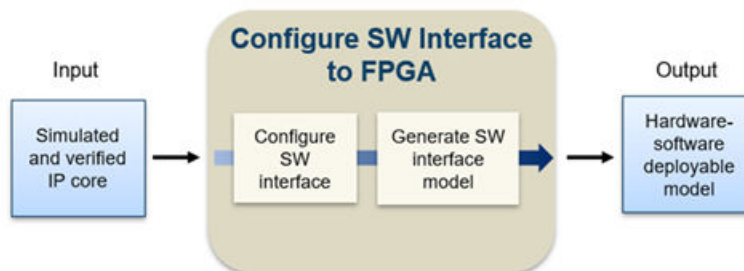 Configure SW Interface
to FPGA
Input
Simulated
and verified
IP core
Configure
SW
interface
Generate SW
interface
model
Output
Hardware-
software
deployable
model